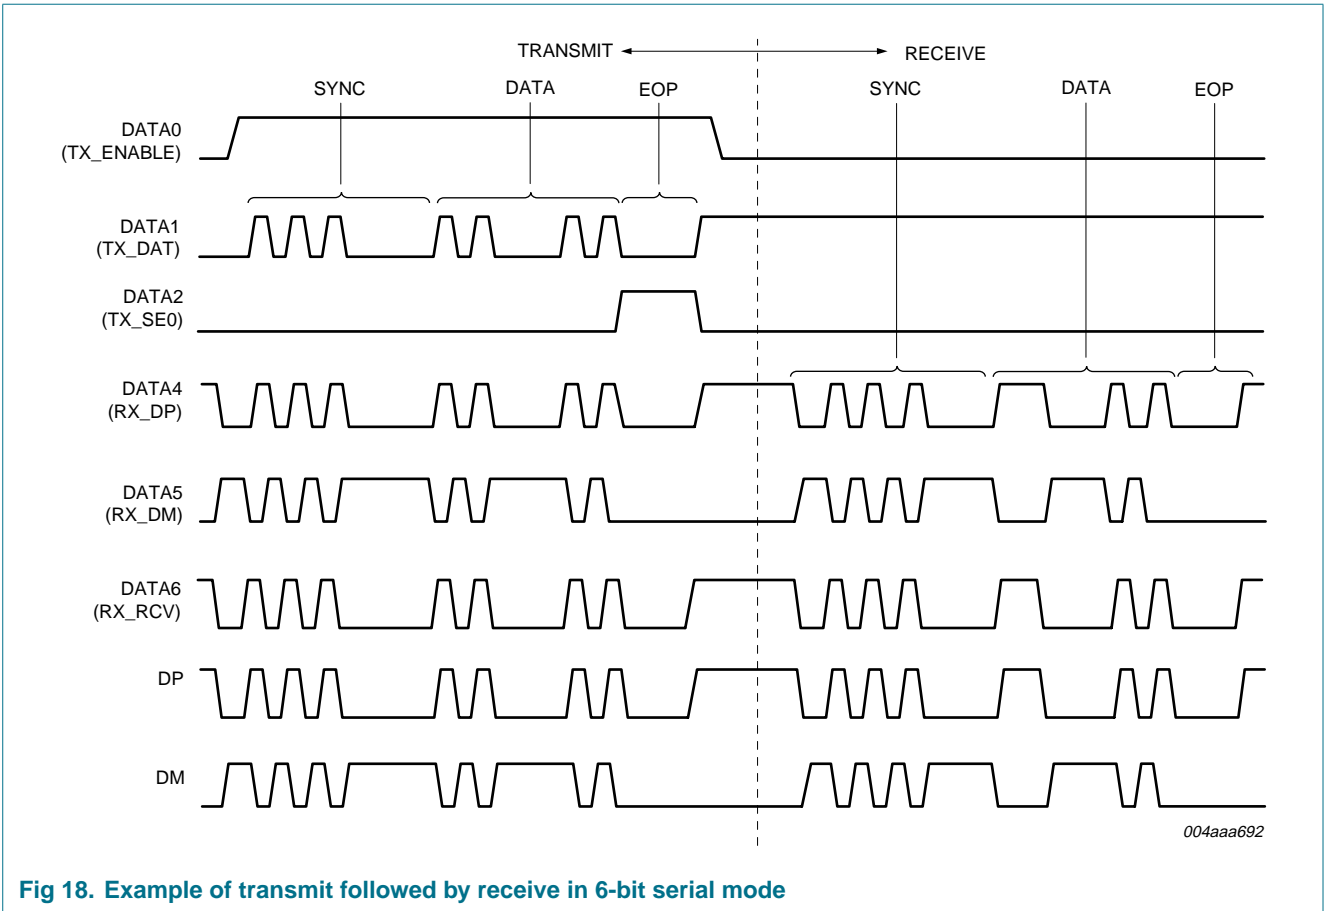 TRANSMIT RECEIVE
SYNC DATA EOP SYNC DATA EOP
DATA0
(TX_ENABLE)
DATA1
(TX_DAT)
DATA2
(TX_SE0)
DATA4
(RX_DP)
DATA5
(RX_DM)
DATA6
(RX_RCV)
DP
DM
004aaa692
Fig 18. Example of transmit followed by receive in 6-bit serial mode